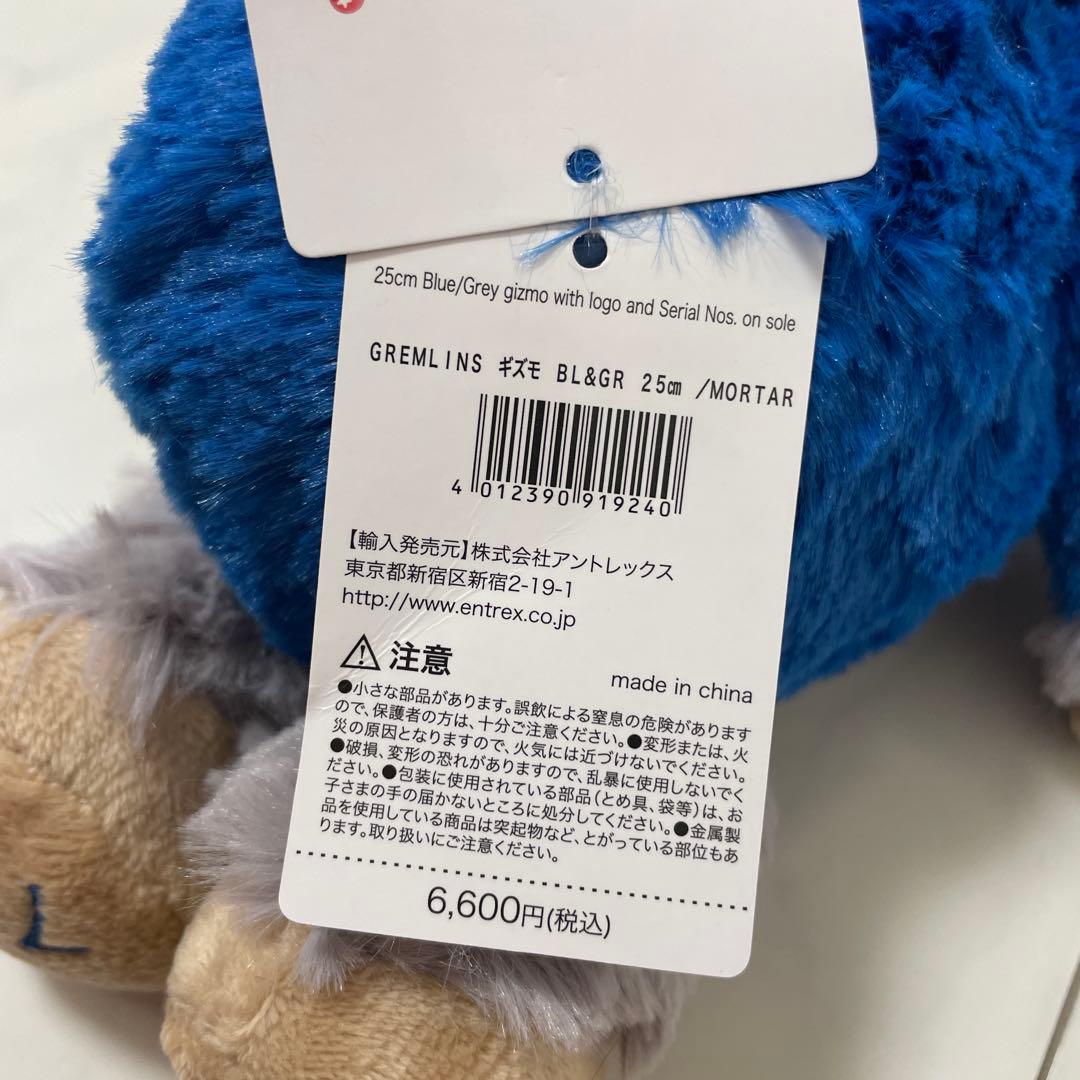 25cm Blue/Grey gizmo with logo and Serial Nos. on sole
GREMLINS ギズモ BL&GR 25㎝ /MORTAR
4 012390 919240
【輸入発売元】株式会社アントレックス
東京都新宿区新宿2-19-1
http://www.entrex.co.jp
注意
made in china
●小さな部品があります。誤飲による窒息の危険があります
ので、保護者の方は、十分ご注意ください。●変形または、火
災の原因となりますので、火気には近づけないでください。
●破損、変形の恐れがありますので、乱暴に使用しないでく
ださい。●包装に使用されている部品(とめ具、袋等)は、お
子さまの手の届かないところに処分してください。●金属製
品を使用している商品は突起物など、とがっている部位もあ
ります。取り扱いにご注意ください。
6,600円(税込)
L